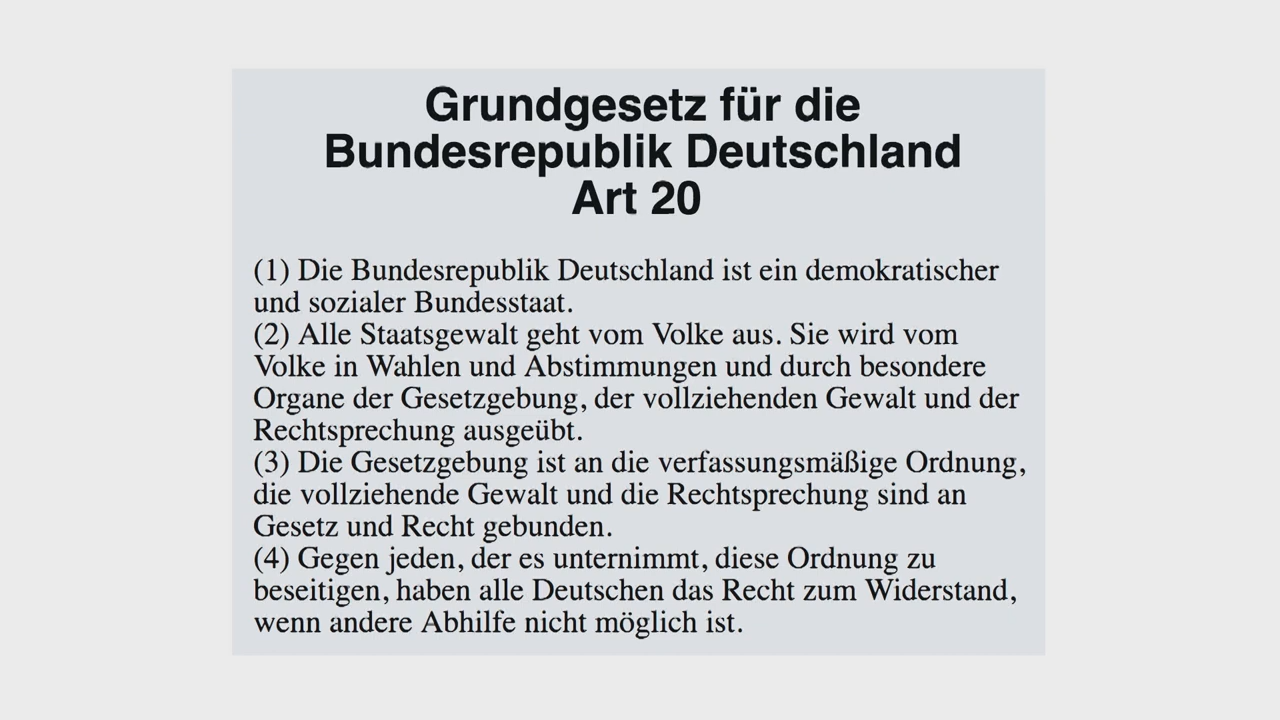 Grundgesetz für die
Bundesrepublik Deutschland
Art 20
(1) Die Bundesrepublik Deutschland ist ein demokratischer
und sozialer Bundesstaat.
(2) Alle Staatsgewalt geht vom Volke aus. Sie wird vom
Volke in Wahlen und Abstimmungen und durch besondere
Organe der Gesetzgebung, der vollziehenden Gewalt und der
Rechtsprechung ausgeübt.
(3) Die Gesetzgebung ist an die verfassungsmäßige Ordnung,
die vollziehende Gewalt und die Rechtsprechung sind an
Gesetz und Recht gebunden.
(4) Gegen jeden, der es unternimmt, diese Ordnung zu
beseitigen, haben alle Deutschen das Recht zum Widerstand,
wenn andere Abhilfe nicht möglich ist.